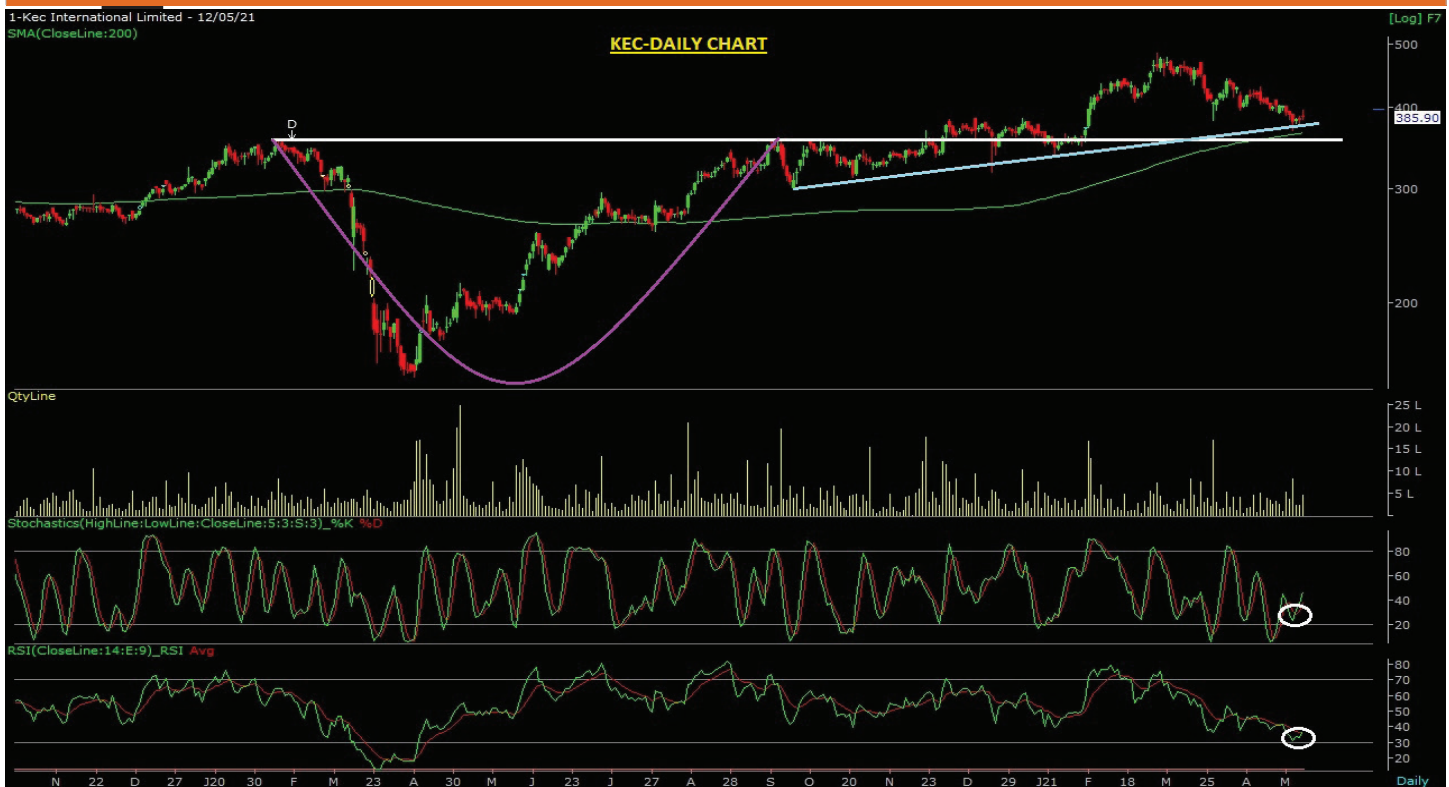 1-Kec International Limited - 12/05/21
[Log] F7
SMA(CloseLine:200)
KEC-DAILY CHART
500
D
400
385.90
300
200
QtyLine
25 L
20 L
15 L
10 L
5 L
Stochastics(HighLine:LowLine:CloseLine:5:3:S:3)_%K %D
80
60
40
20
RSI(CloseLine:14:E:9)_RSI Avg
80
70
60
50
40
30
20
N 22 D 27 J20 30 F M 23 A 30 M J 23 J 27 A 28 S O 20 N 23 D 29 J21 F 18 M 25 A M Daily